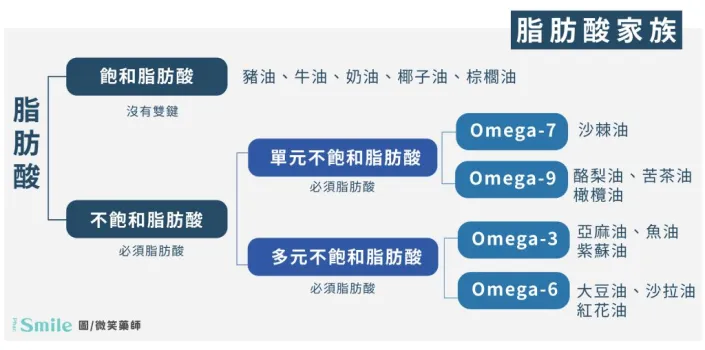 脂肪酸家族
脂肪酸
飽和脂肪酸
豬油、牛油、奶油、椰子油、棕櫚油
沒有雙鍵
不飽和脂肪酸
必須脂肪酸
單元不飽和脂肪酸
必須脂肪酸
Omega-7
沙棘油
Omega-9
酪梨油、苦茶油
橄欖油
多元不飽和脂肪酸
必須脂肪酸
Omega-3
亞麻油、魚油
紫蘇油
Omega-6
大豆油、沙拉油
紅花油
Smile 圖/微笑藥師